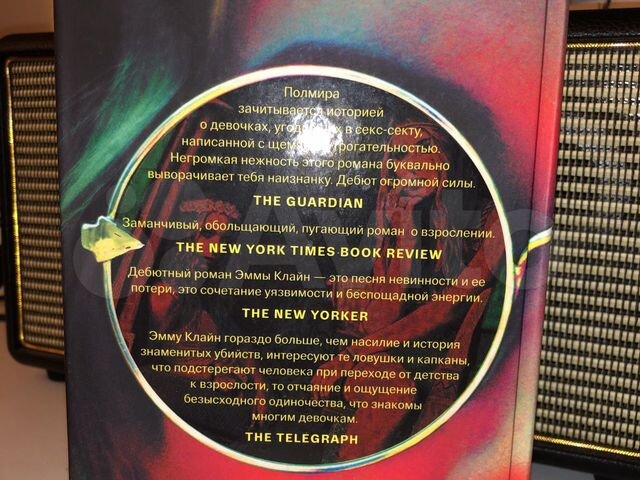 Полмира
зачитывается историей
о девочках, в секс-секту,
написанной с трогательностью.
Негромкая нежность этого романа буквально
выворачивает тебя наизнанку. Дебют огромной силы.
THE GUARDIAN
Заманчивый, обольщающий, пугающий роман о взрослении.
THE NEW YORK TIMES BOOK REVIEW
Дебютный роман Эммы Клайн — это песня невинности и ее
потери, это сочетание уязвимости и беспощадной энергии.
THE NEW YORKER
Эмму Клайн гораздо больше, чем насилие и история
знаменитых убийств, интересуют те ловушки и капканы,
что подстерегают человека при переходе от детства
к взрослости, то отчаяние и ощущение
безысходного одиночества, что знакомы
многим девочкам.
THE TELEGRAPH
Avito